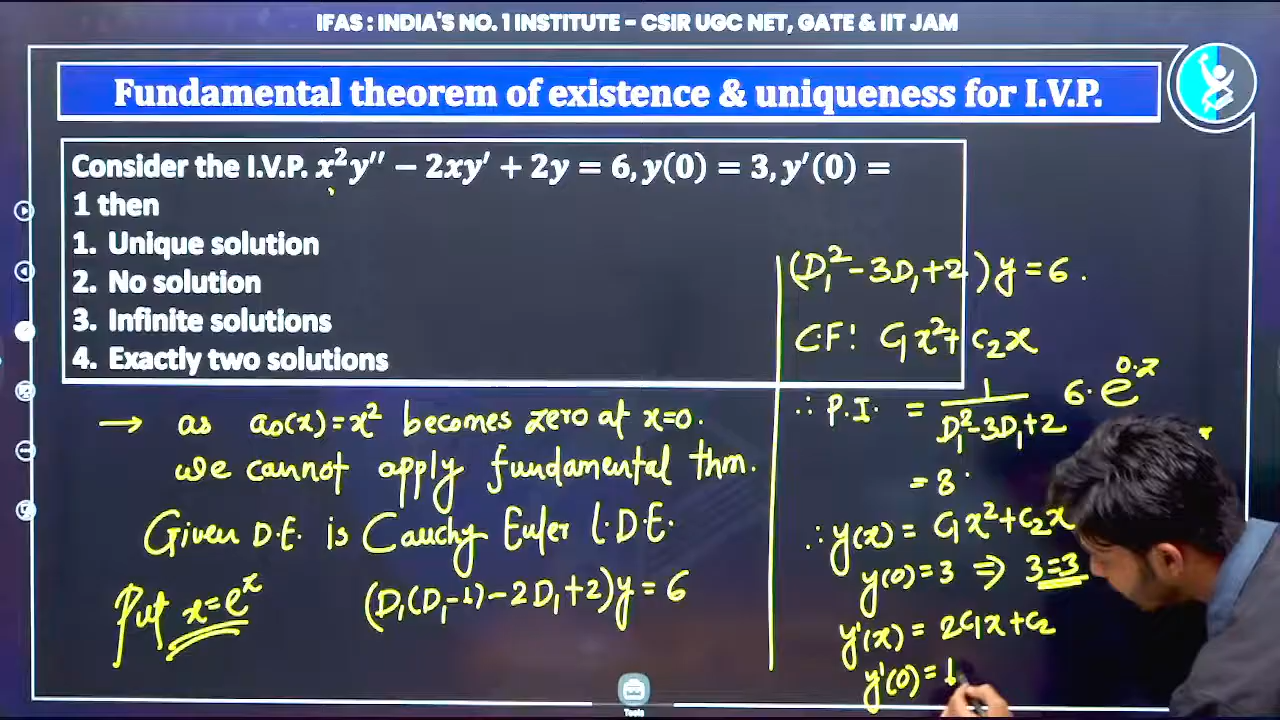 IFAS : INDIA'S NO. 1 INSTITUTE - CSIR UGC NET, GATE & IIT JAM
Fundamental theorem of existence & uniqueness for I.V.P.
Consider the I.V.P. x²y′′ − 2xy′ + 2y = 6, y(0) = 3, y′(0) =
1 then
1. Unique solution
2. No solution
3. Infinite solutions
4. Exactly two solutions
→ as a₀(x)=x² becomes zero at x=0.
we cannot apply fundamental thm.
Given D.E. is Cauchy Euler L.D.E.
Put x=e^z
(D₁(D₁-1)-2D₁+2)y=6
(D₁²-3D₁+2)y=6.
C.F! C₁x²+C₂x
∴ P.I. = 1/(D₁²-3D₁+2) 6.e^0.z
= 8
∴ y(x) = C₁x²+C₂x
y(0)=3 ⇒ 3=3
y'(x) = 2C₁x+C₂
y'(0)=1
Tools